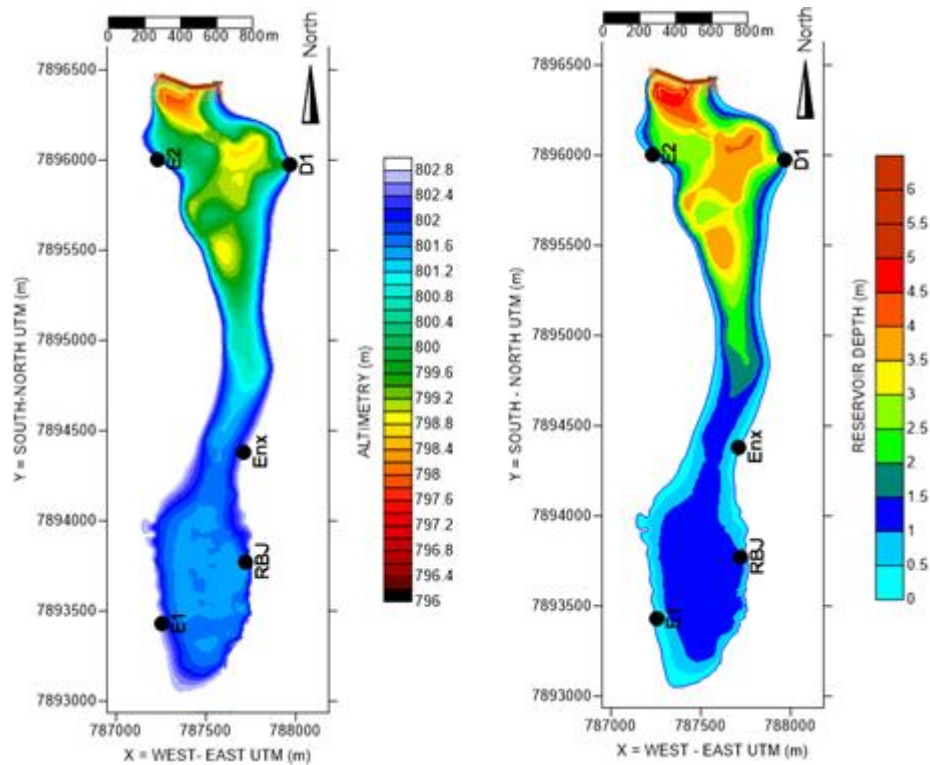 0 200 400 600 800m
North
7896500
7896000
7895500
7895000
7894500
7894000
7893500
7893000
787000 787500 788000
Y = SOUTH-NORTH UTM (m)
X = WEST- EAST UTM (m)
E2
D1
Enx
RBJ
E1
ALTIMETRY (m)
802.8
802.4
802
801.6
801.2
800.8
800.4
800
799.6
799.2
798.8
798.4
798
797.6
797.2
796.8
796.4
796
0 200 400 600 800m
North
7896500
7896000
7895500
7895000
7894500
7894000
7893500
7893000
787000 787500 788000
Y = SOUTH - NORTH UTM (m)
X = WEST - EAST UTM (m)
E2
D1
Enx
RBJ
E1
RESERVOIR DEPTH (m)
6
5.5
5
4.5
4
3.5
3
2.5
2
1.5
1
0.5
0